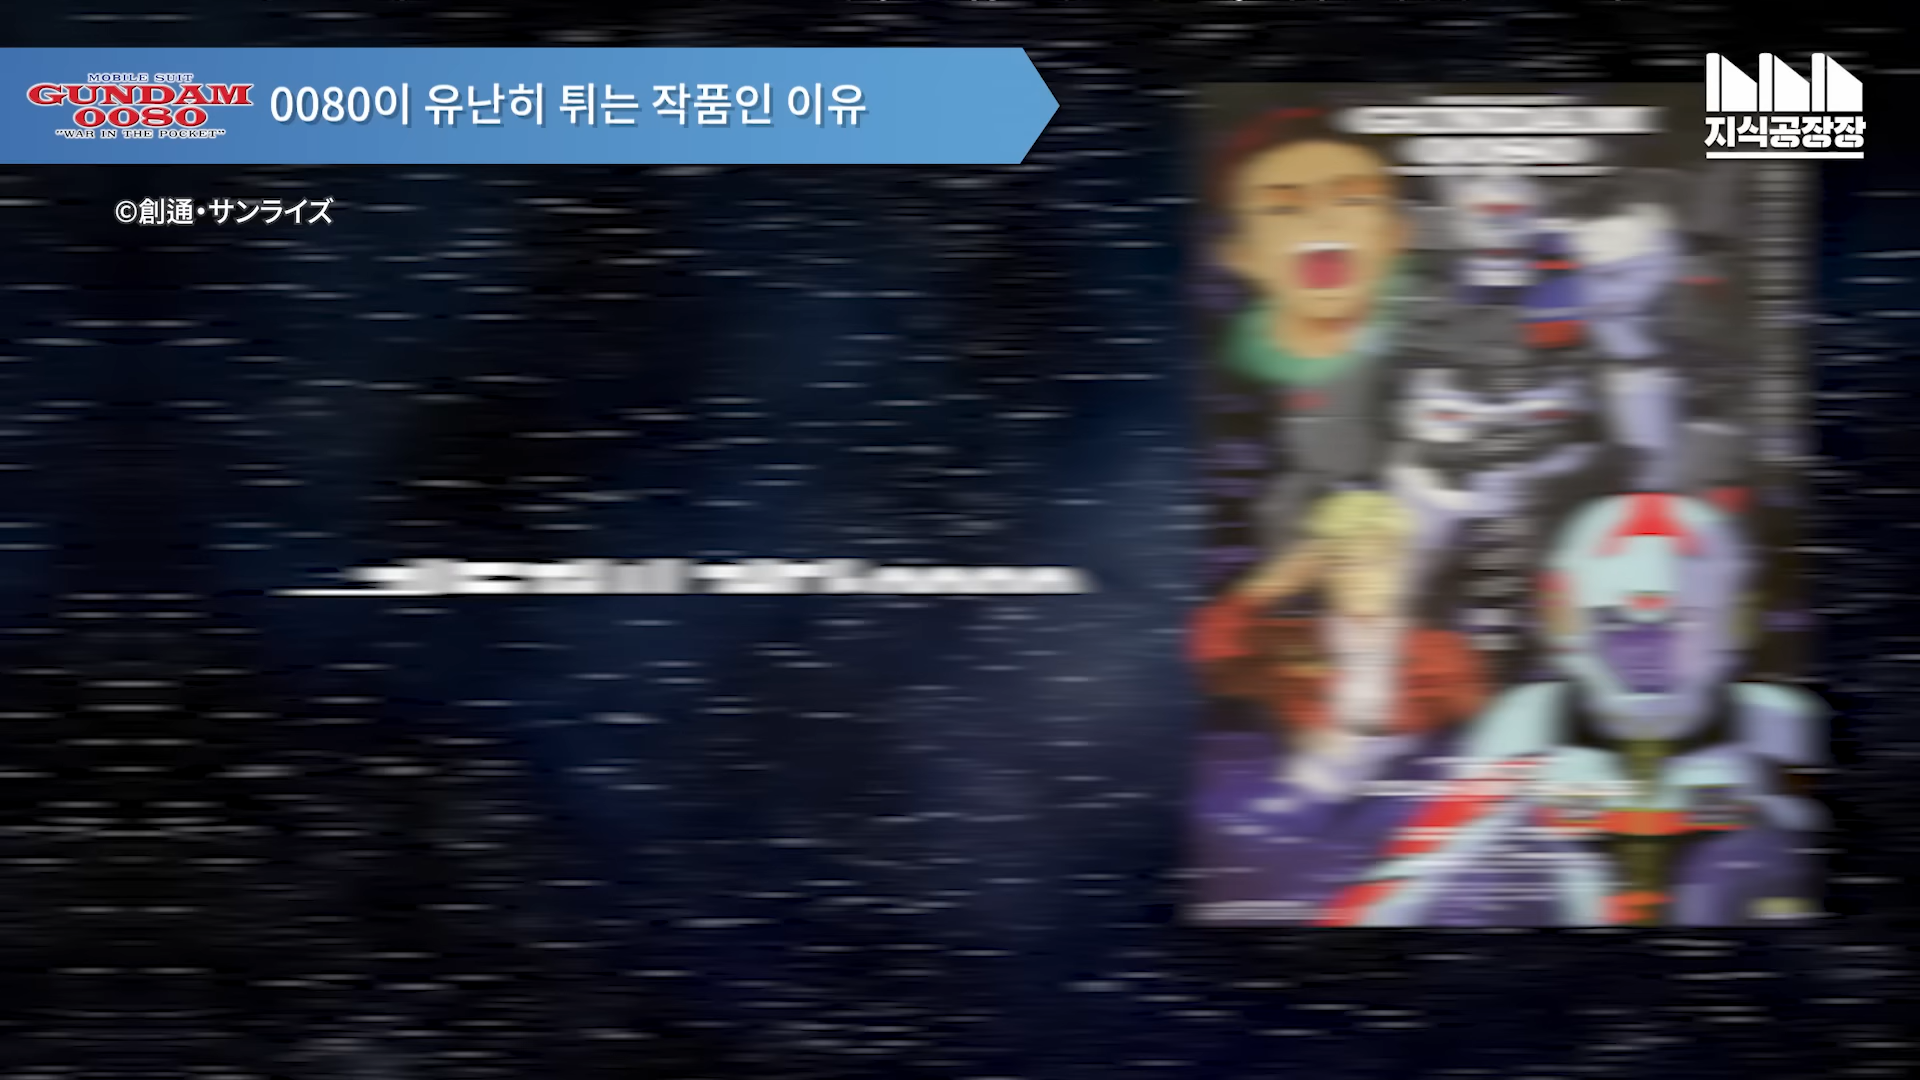 MOBILE SUIT
GUNDAM
0080
"WAR IN THE POCKET"
0080이 유난히 튀는 작품인 이유
지식공장장
©創通・サンライズ